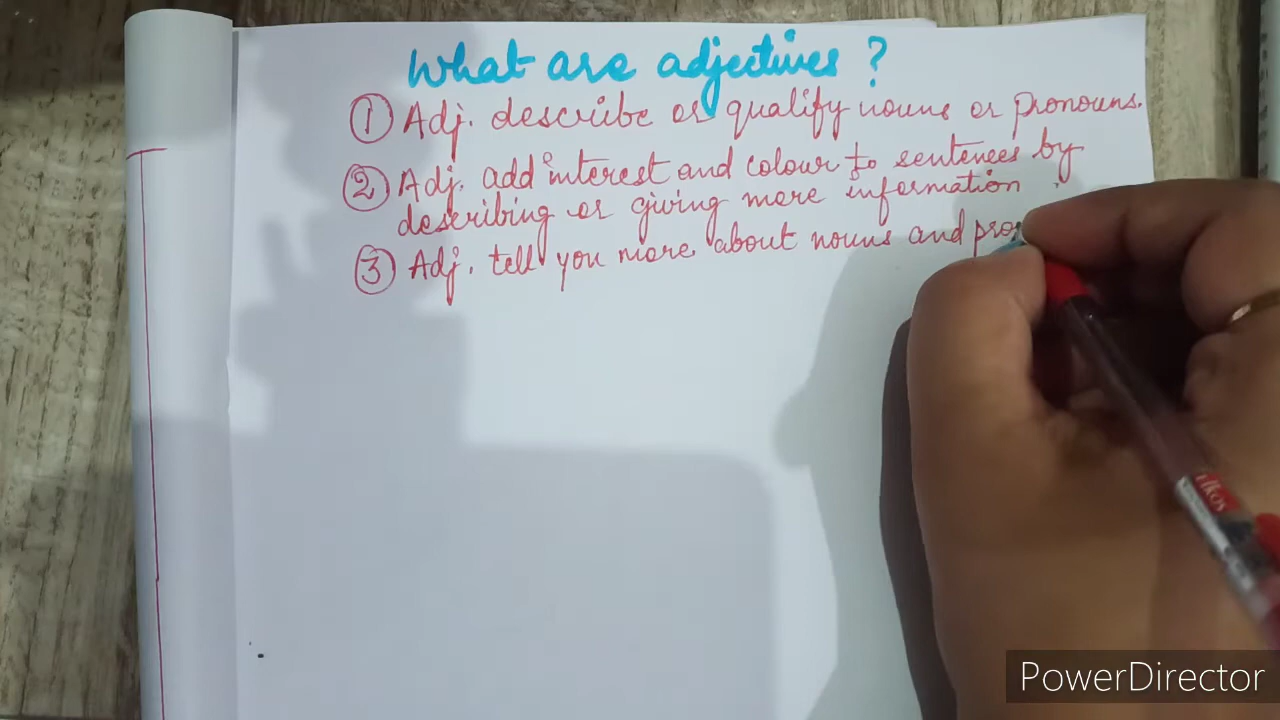 What are adjectives ?
① Adj. describe or qualify nouns or pronouns.
② Adj. add interest and colour to sentences by
describing or giving more information .
③ Adj. tell you more about nouns and pro
elkos
PowerDirector